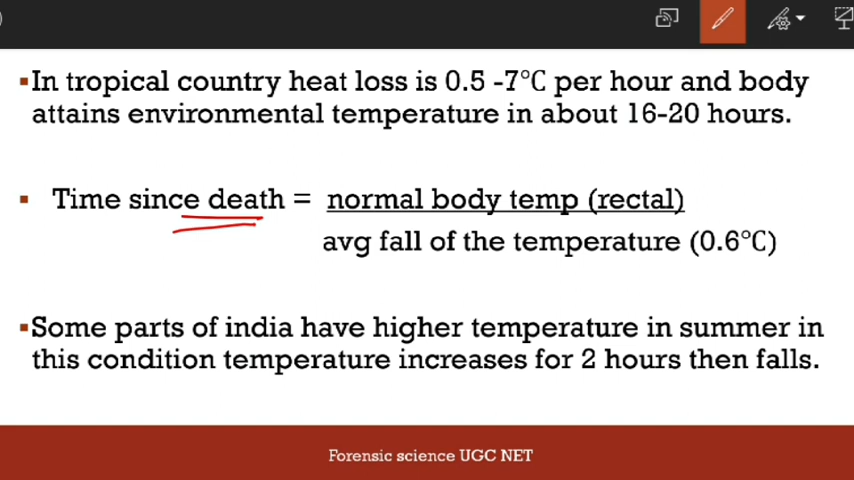 ▪In tropical country heat loss is 0.5 -7°C per hour and body
attains environmental temperature in about 16-20 hours.
▪ Time since death = normal body temp (rectal)
avg fall of the temperature (0.6°C)
▪Some parts of india have higher temperature in summer in
this condition temperature increases for 2 hours then falls.
Forensic science UGC NET